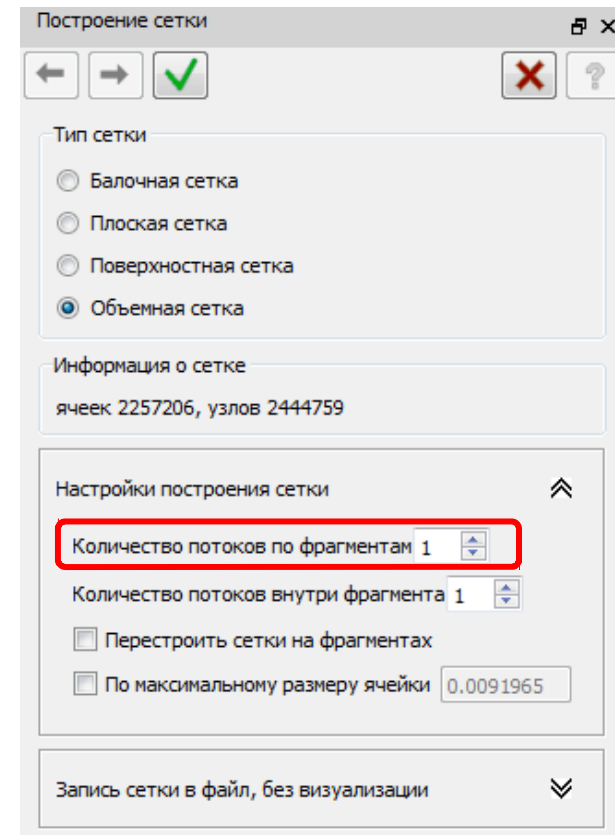 Построение сетки
Тип сетки
Балочная сетка
Плоская сетка
Поверхностная сетка
Объемная сетка
Информация о сетке
ячеек 2257206, узлов 2444759
Настройки построения сетки
Количество потоков по фрагментам 1
Количество потоков внутри фрагмента 1
Перестроить сетки на фрагментах
По максимальному размеру ячейки 0.0091965
Запись сетки в файл, без визуализации